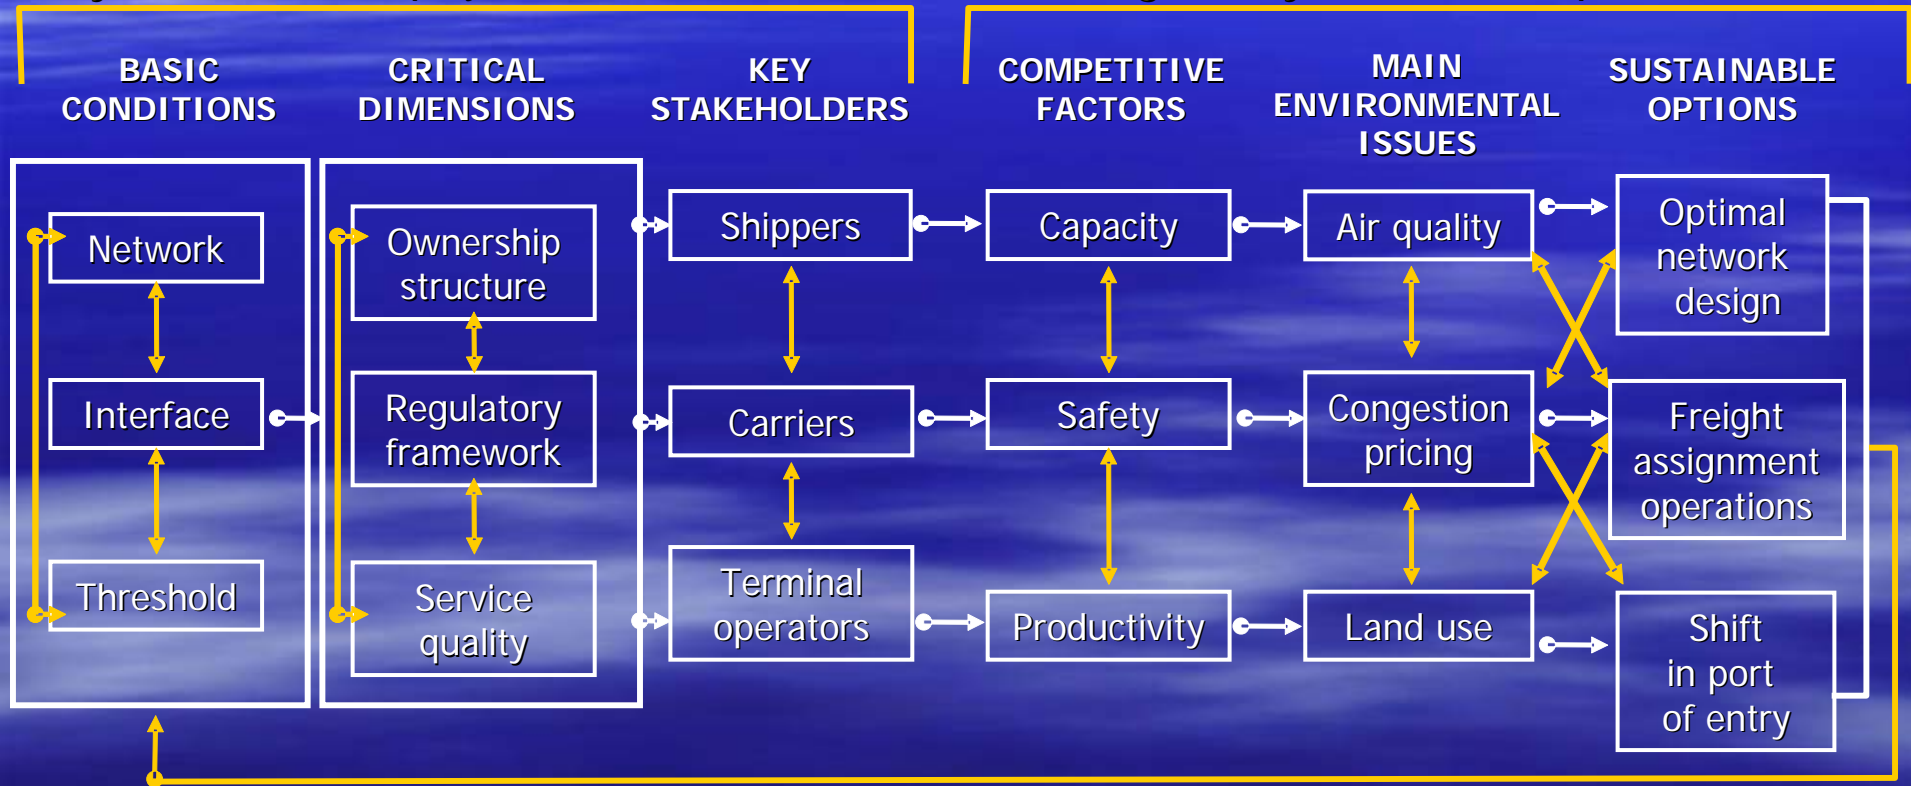 BASIC
CONDITIONS
CRITICAL
DIMENSIONS
KEY
STAKEHOLDERS
COMPETITIVE
FACTORS
MAIN
ENVIRONMENTAL
ISSUES
SUSTAINABLE
OPTIONS
Network
Interface
Threshold
Ownership
structure
Regulatory
framework
Service
quality
Shippers
Carriers
Terminal
operators
Capacity
Safety
Productivity
Air quality
Congestion
pricing
Land use
Optimal
network
design
Freight
assignment
operations
Shift
in port
of entry